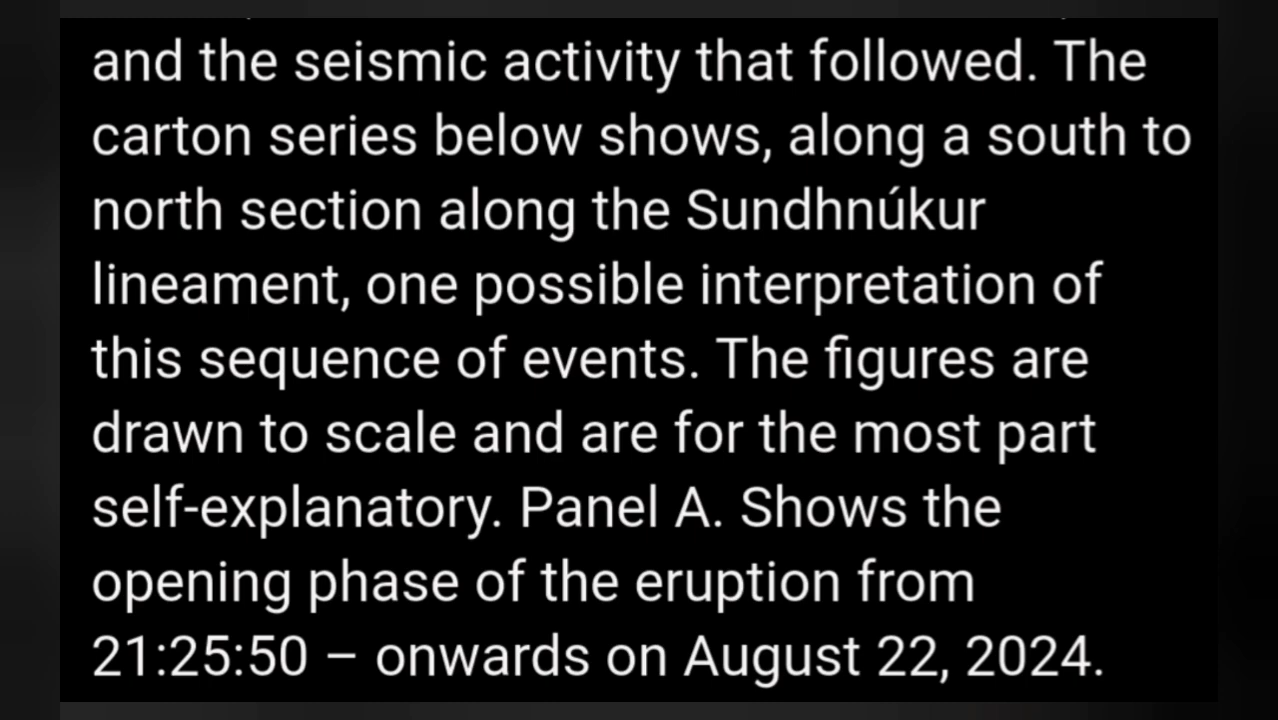 and the seismic activity that followed. The
carton series below shows, along a south to
north section along the Sundhnúkur
lineament, one possible interpretation of
this sequence of events. The figures are
drawn to scale and are for the most part
self-explanatory. Panel A. Shows the
opening phase of the eruption from
21:25:50 – onwards on August 22, 2024.